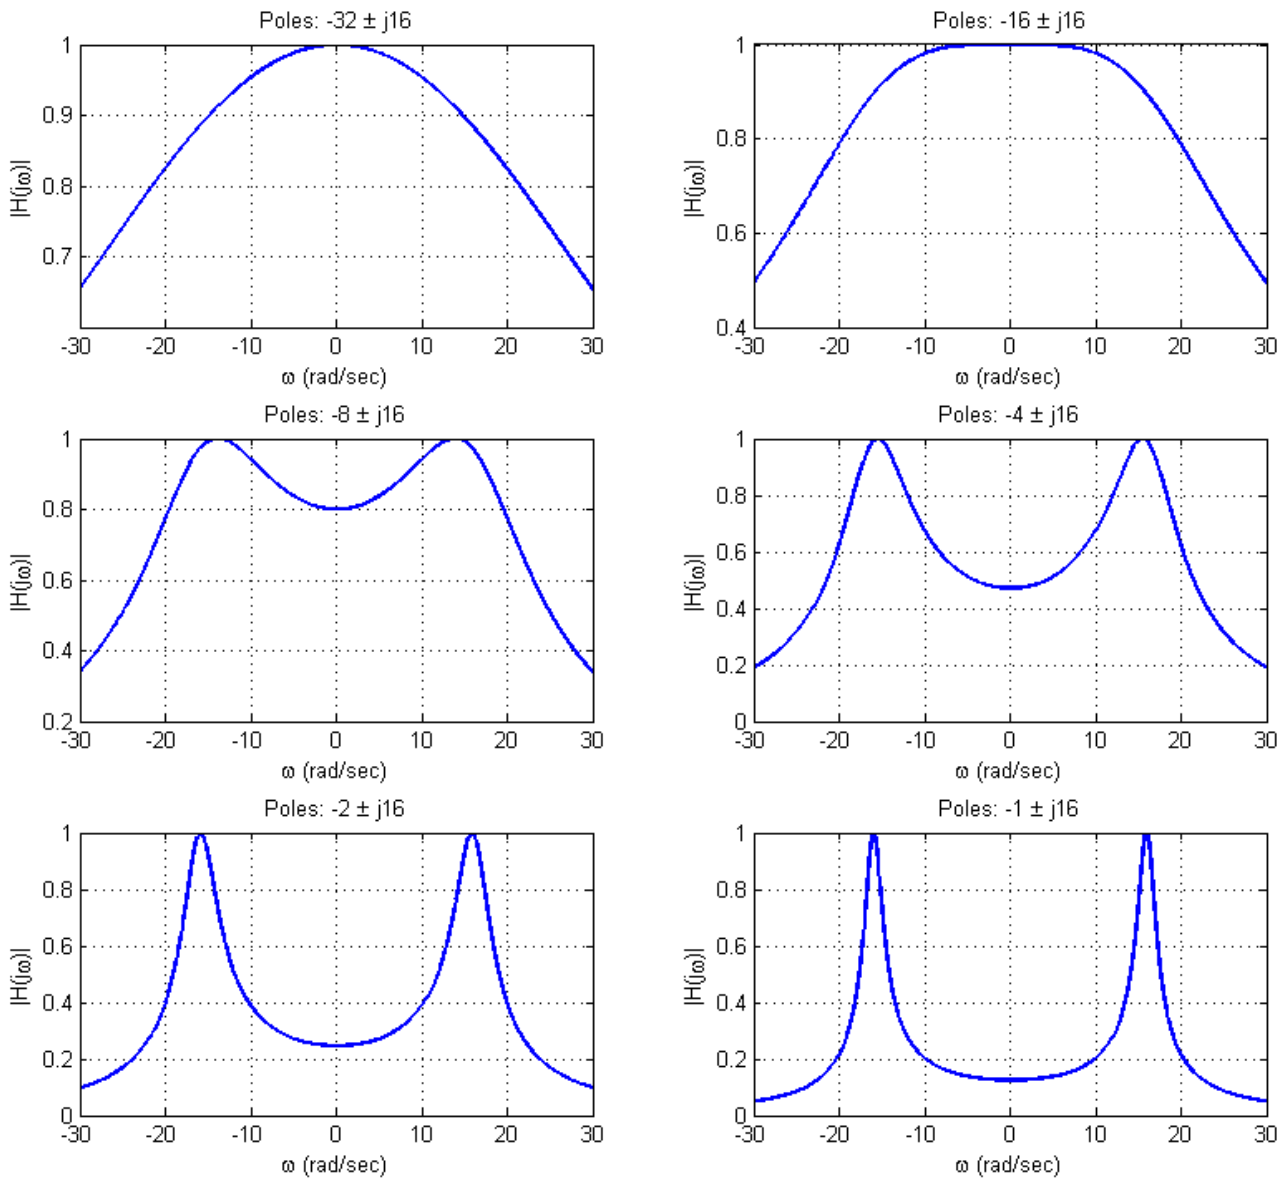 Poles: -32 ± j16
1
0.9
0.8
0.7
|H(jω)|
-30 -20 -10 0 10 20 30
ω (rad/sec)
Poles: -16 ± j16
1
0.8
0.6
0.4
|H(jω)|
-30 -20 -10 0 10 20 30
ω (rad/sec)
Poles: -8 ± j16
1
0.8
0.6
0.4
0.2
|H(jω)|
-30 -20 -10 0 10 20 30
ω (rad/sec)
Poles: -4 ± j16
1
0.8
0.6
0.4
0.2
0
|H(jω)|
-30 -20 -10 0 10 20 30
ω (rad/sec)
Poles: -2 ± j16
1
0.8
0.6
0.4
0.2
0
|H(jω)|
-30 -20 -10 0 10 20 30
ω (rad/sec)
Poles: -1 ± j16
1
0.8
0.6
0.4
0.2
0
|H(jω)|
-30 -20 -10 0 10 20 30
ω (rad/sec)